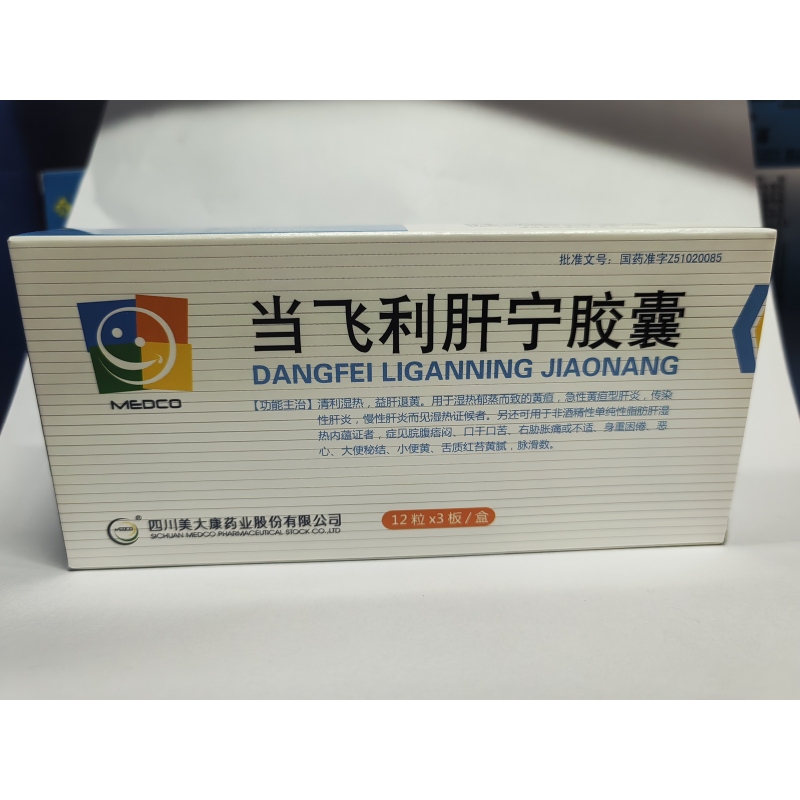 批准文号：国药准字Z51020085
当飞利肝宁胶囊
DANGFEI LIGANNING JIAONANG
MEDCO
【功能主治】清利湿热，益肝退黄。用于湿热郁蒸而致的黄疸，急性黄疸型肝炎，传染
性肝炎，慢性肝炎而见湿热证候者。另还可用于非酒精性单纯性脂肪肝湿
热内蕴证者，症见脘腹痞闷、口干口苦、右胁胀痛或不适、身重困倦、恶
心、大便秘结、小便黄、舌质红苔黄腻，脉滑数。
MEDCO
®
四川美大康药业股份有限公司
SICHUAN MEDCO PHARMACEUTICAL STOCK CO.,LTD
12粒x3板/盒